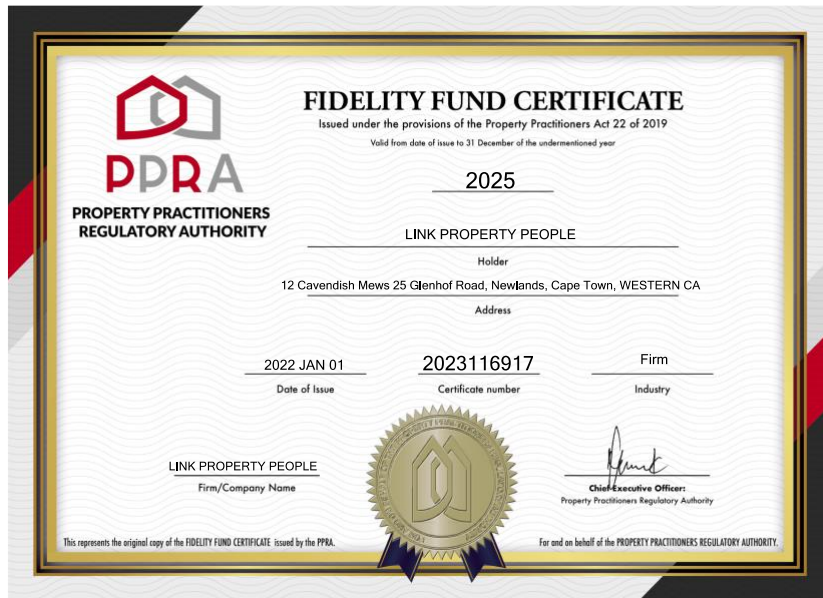 PPRA
PROPERTY PRACTITIONERS
REGULATORY AUTHORITY
FIDELITY FUND CERTIFICATE
Issued under the provisions of the Property Practitioners Act 22 of 2019
Valid from date of issue to 31 December of the undermentioned year
2025
LINK PROPERTY PEOPLE
Holder
12 Cavendish Mews 25 Glenhof Road, Newlands, Cape Town, WESTERN CA
Address
2022 JAN 01
Date of Issue
2023116917
Certificate number
Firm
Industry
LINK PROPERTY PEOPLE
Firm/Company Name
Chief Executive Officer:
Property Practitioners Regulatory Authority
This represents the original copy of the FIDELITY FUND CERTIFICATE issued by the PPRA.
For and on behalf of the PROPERTY PRACTITIONERS REGULATORY AUTHORITY.